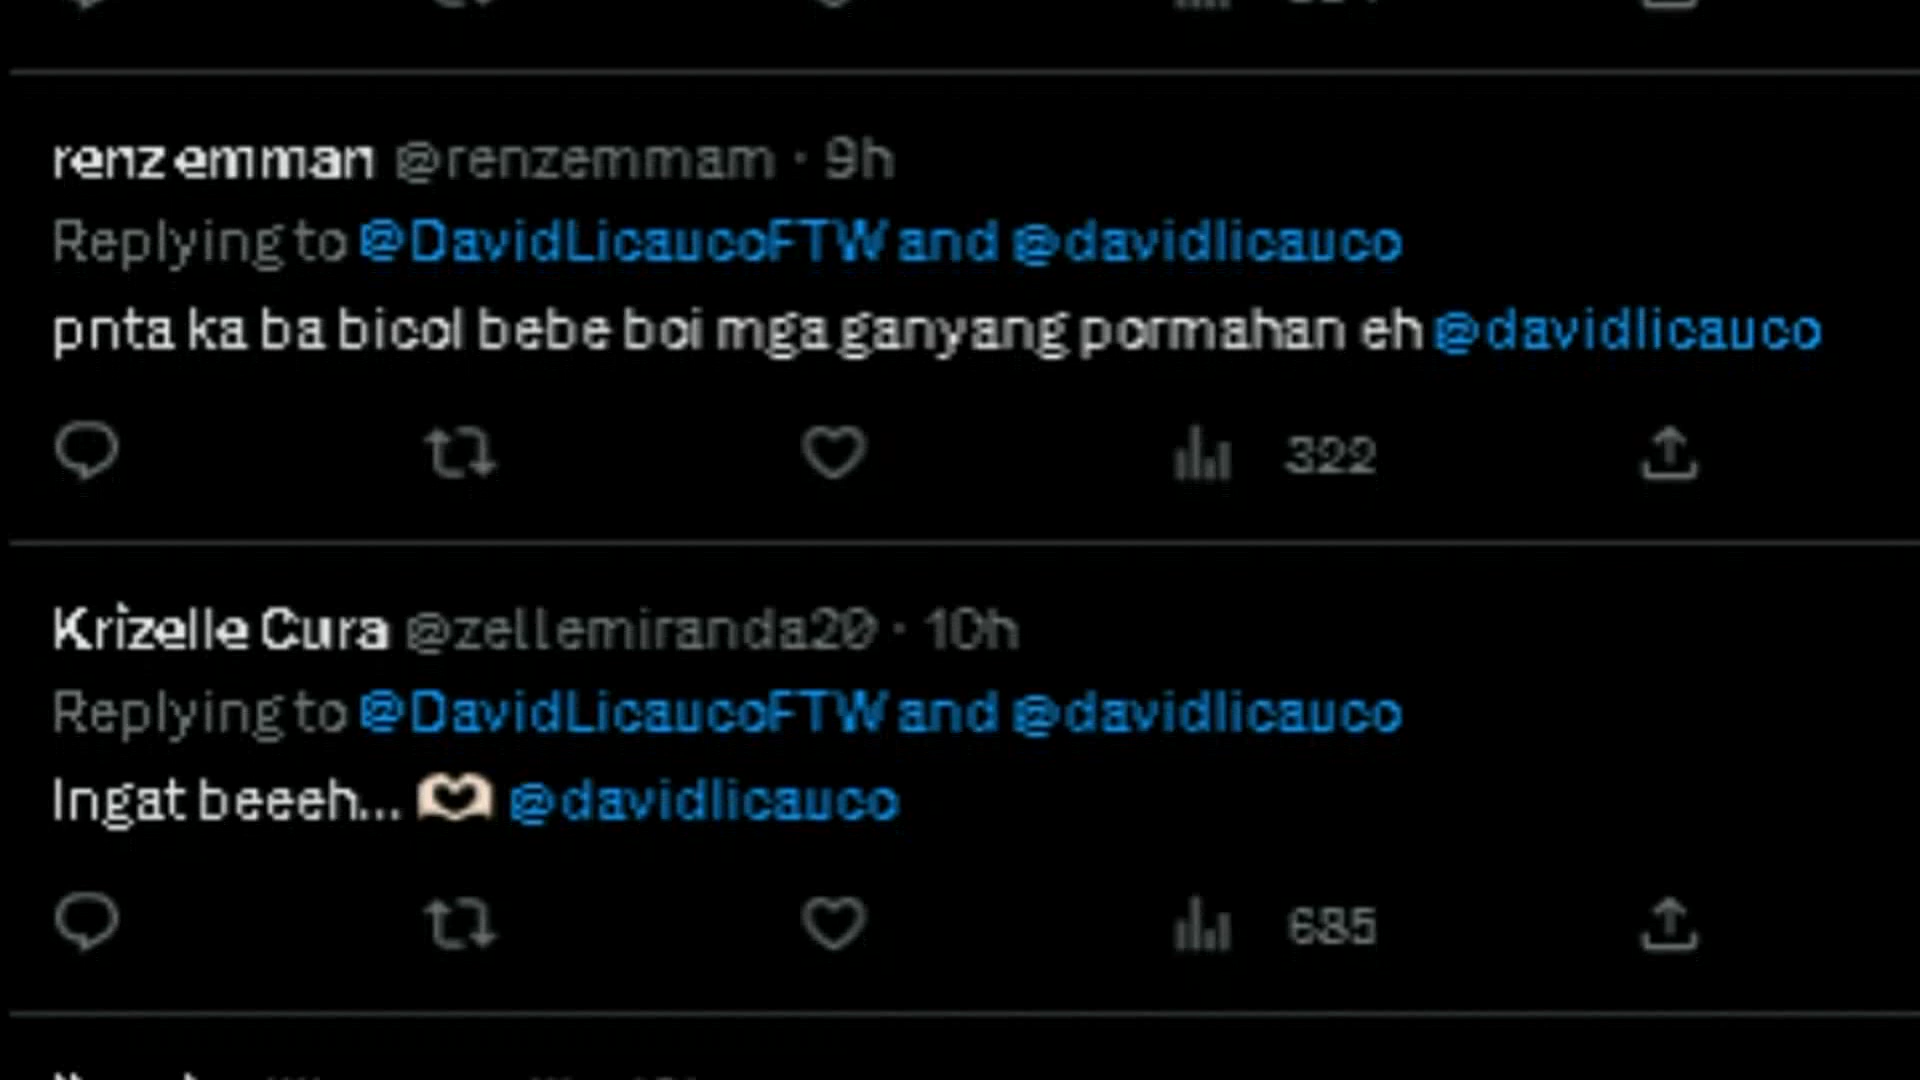 renz emman @renzemmam · 9h
Replying to @DavidLicaucoFTW and @davidlicauco
pnta ka ba bicol bebe boi mga ganyang pormahan eh @davidlicauco
322
Krizelle Cura @zellemiranda20 · 10h
Replying to @DavidLicaucoFTW and @davidlicauco
Ingat beeeh... 🫶🏻 @davidlicauco
685